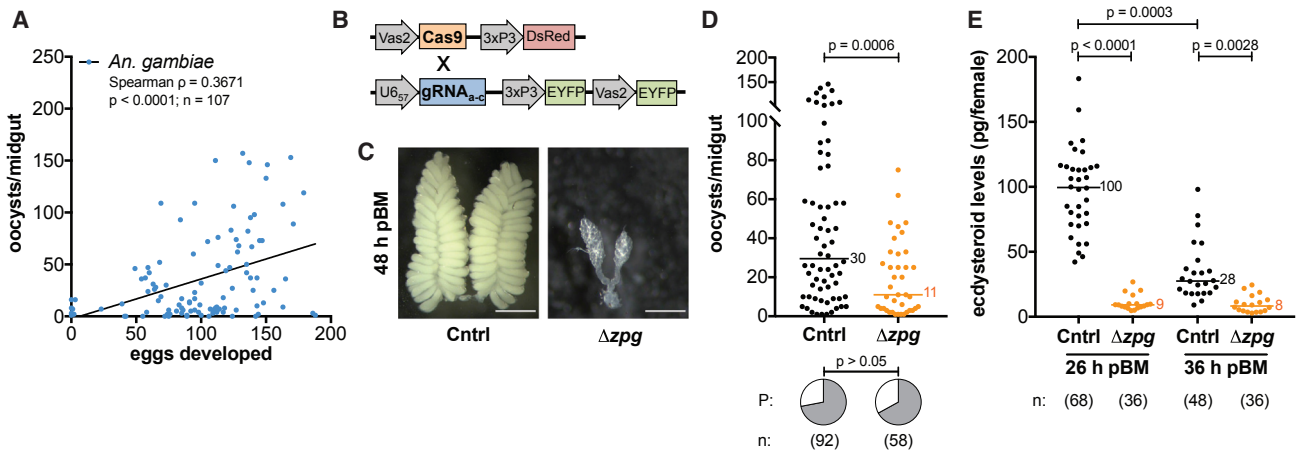 A
250
200
150
100
50
0
oocysts/midgut
An. gambiae
Spearman ρ = 0.3671
p < 0.0001; n = 107
0 50 100 150 200
eggs developed
B
Vas2 Cas9 3xP3 DsRed
X
U6₅₇ gRNAₐ₋c 3xP3 EYFP Vas2 EYFP
C
48 h pBM
Cntrl Δzpg
D
p = 0.0006
150
100
100
80
60
40
20
0
oocysts/midgut
30
11
Cntrl Δzpg
p > 0.05
P:
n: (92) (58)
E
p = 0.0003
p < 0.0001 p = 0.0028
200
150
100
50
0
ecdysteroid levels (pg/female)
100
9
28
8
Cntrl Δzpg Cntrl Δzpg
26 h pBM 36 h pBM
n: (68) (36) (48) (36)